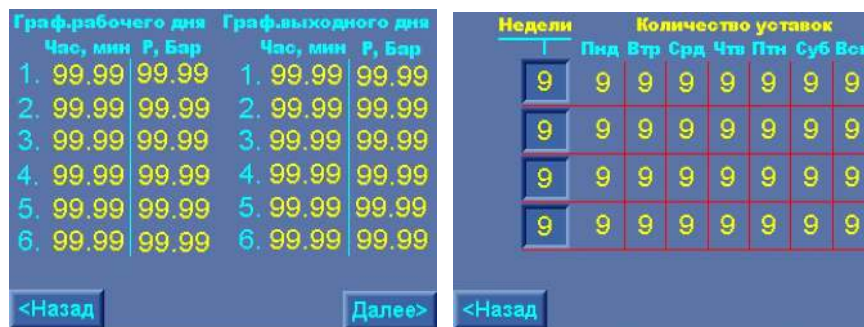 Граф.рабочего дня Граф.выходного дня
Час, мин Р, Бар Час, мин Р, Бар
1. 99.99 99.99 1. 99.99 99.99
2. 99.99 99.99 2. 99.99 99.99
3. 99.99 99.99 3. 99.99 99.99
4. 99.99 99.99 4. 99.99 99.99
5. 99.99 99.99 5. 99.99 99.99
6. 99.99 99.99 6. 99.99 99.99
<Назад Далее>
Недели Количество уставок
Пнд Втр Срд Чтв Птн Суб Вск
9 9 9 9 9 9 9 9
9 9 9 9 9 9 9 9
9 9 9 9 9 9 9 9
9 9 9 9 9 9 9 9
<Назад